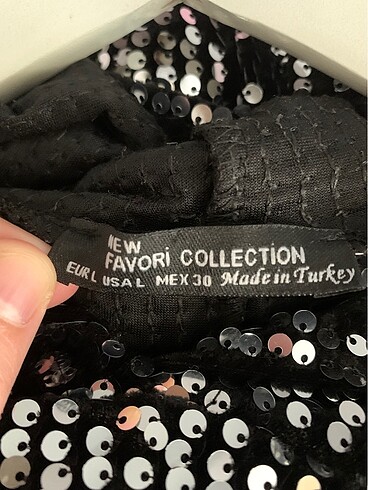 NEW
FAVORİ COLLECTION
EUR L USA L MEX 30 Made in Turkey